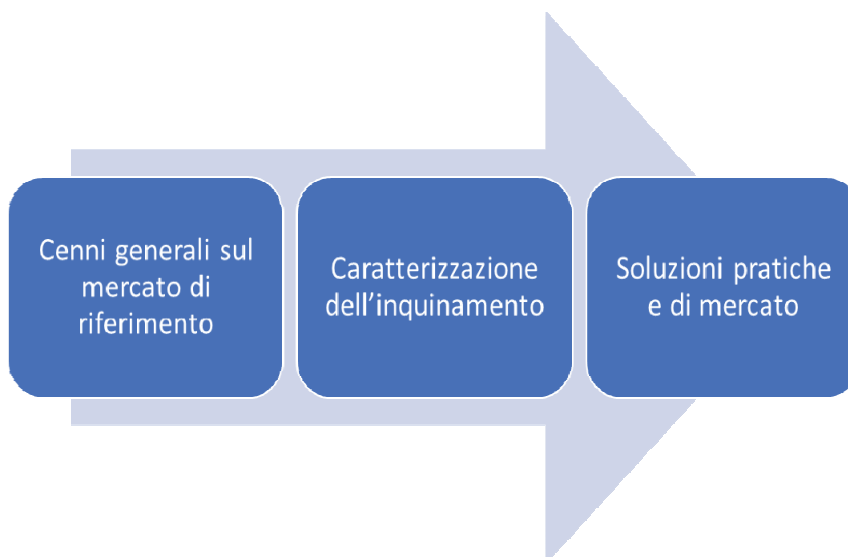 Cenni generali sul
mercato di
riferimento
Caratterizzazione
dell'inquinamento
Soluzioni pratiche
e di mercato